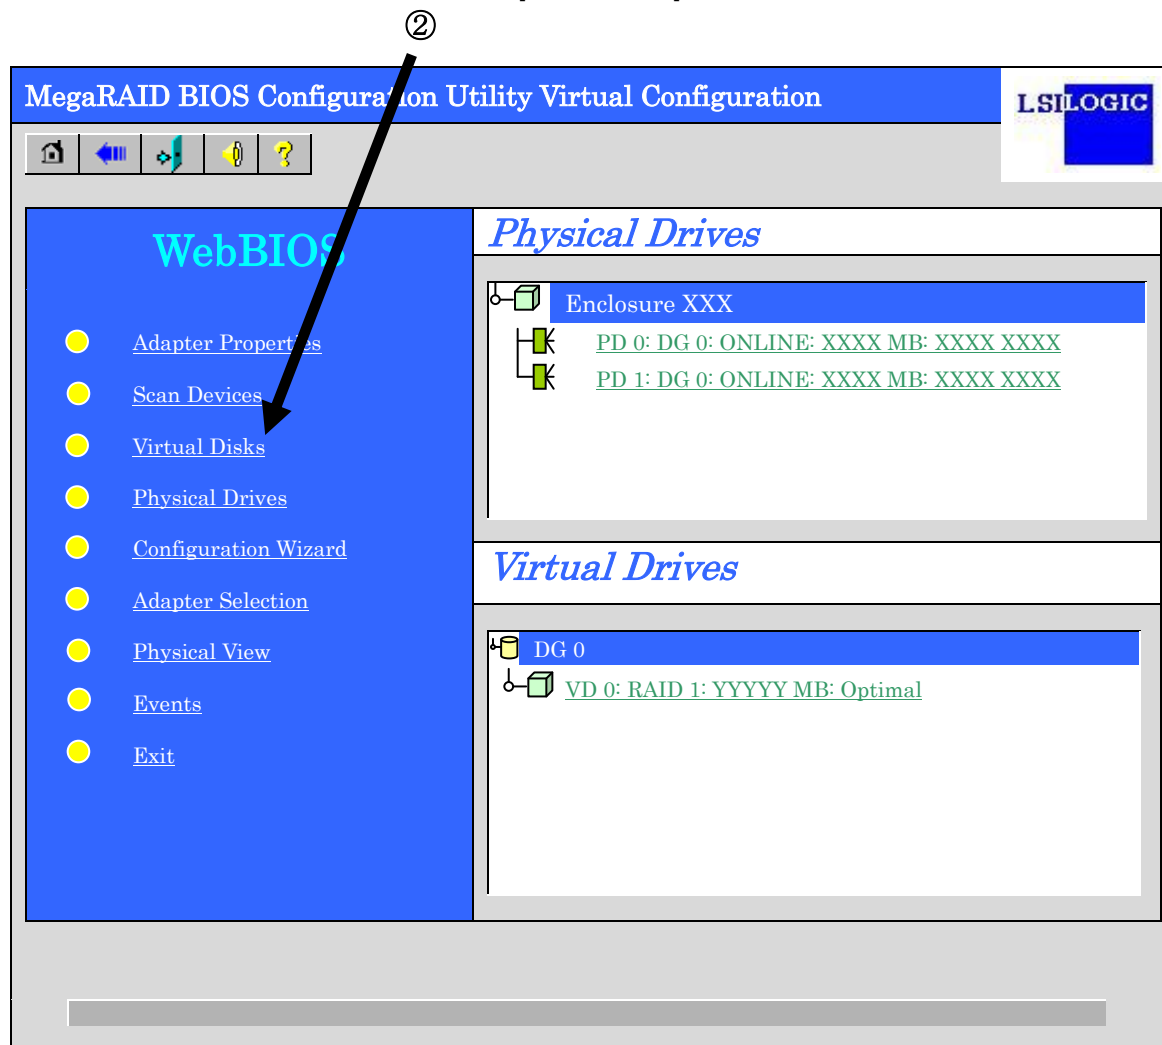 ②
MegaRAID BIOS Configuration Utility Virtual Configuration
LSILOGIC
WebBIOS
Adapter Properties
Scan Devices
Virtual Disks
Physical Drives
Configuration Wizard
Adapter Selection
Physical View
Events
Exit
Physical Drives
Enclosure XXX
PD 0: DG 0: ONLINE: XXXX MB: XXXX XXXX
PD 1: DG 0: ONLINE: XXXX MB: XXXX XXXX
Virtual Drives
DG 0
VD 0: RAID 1: YYYYY MB: Optimal